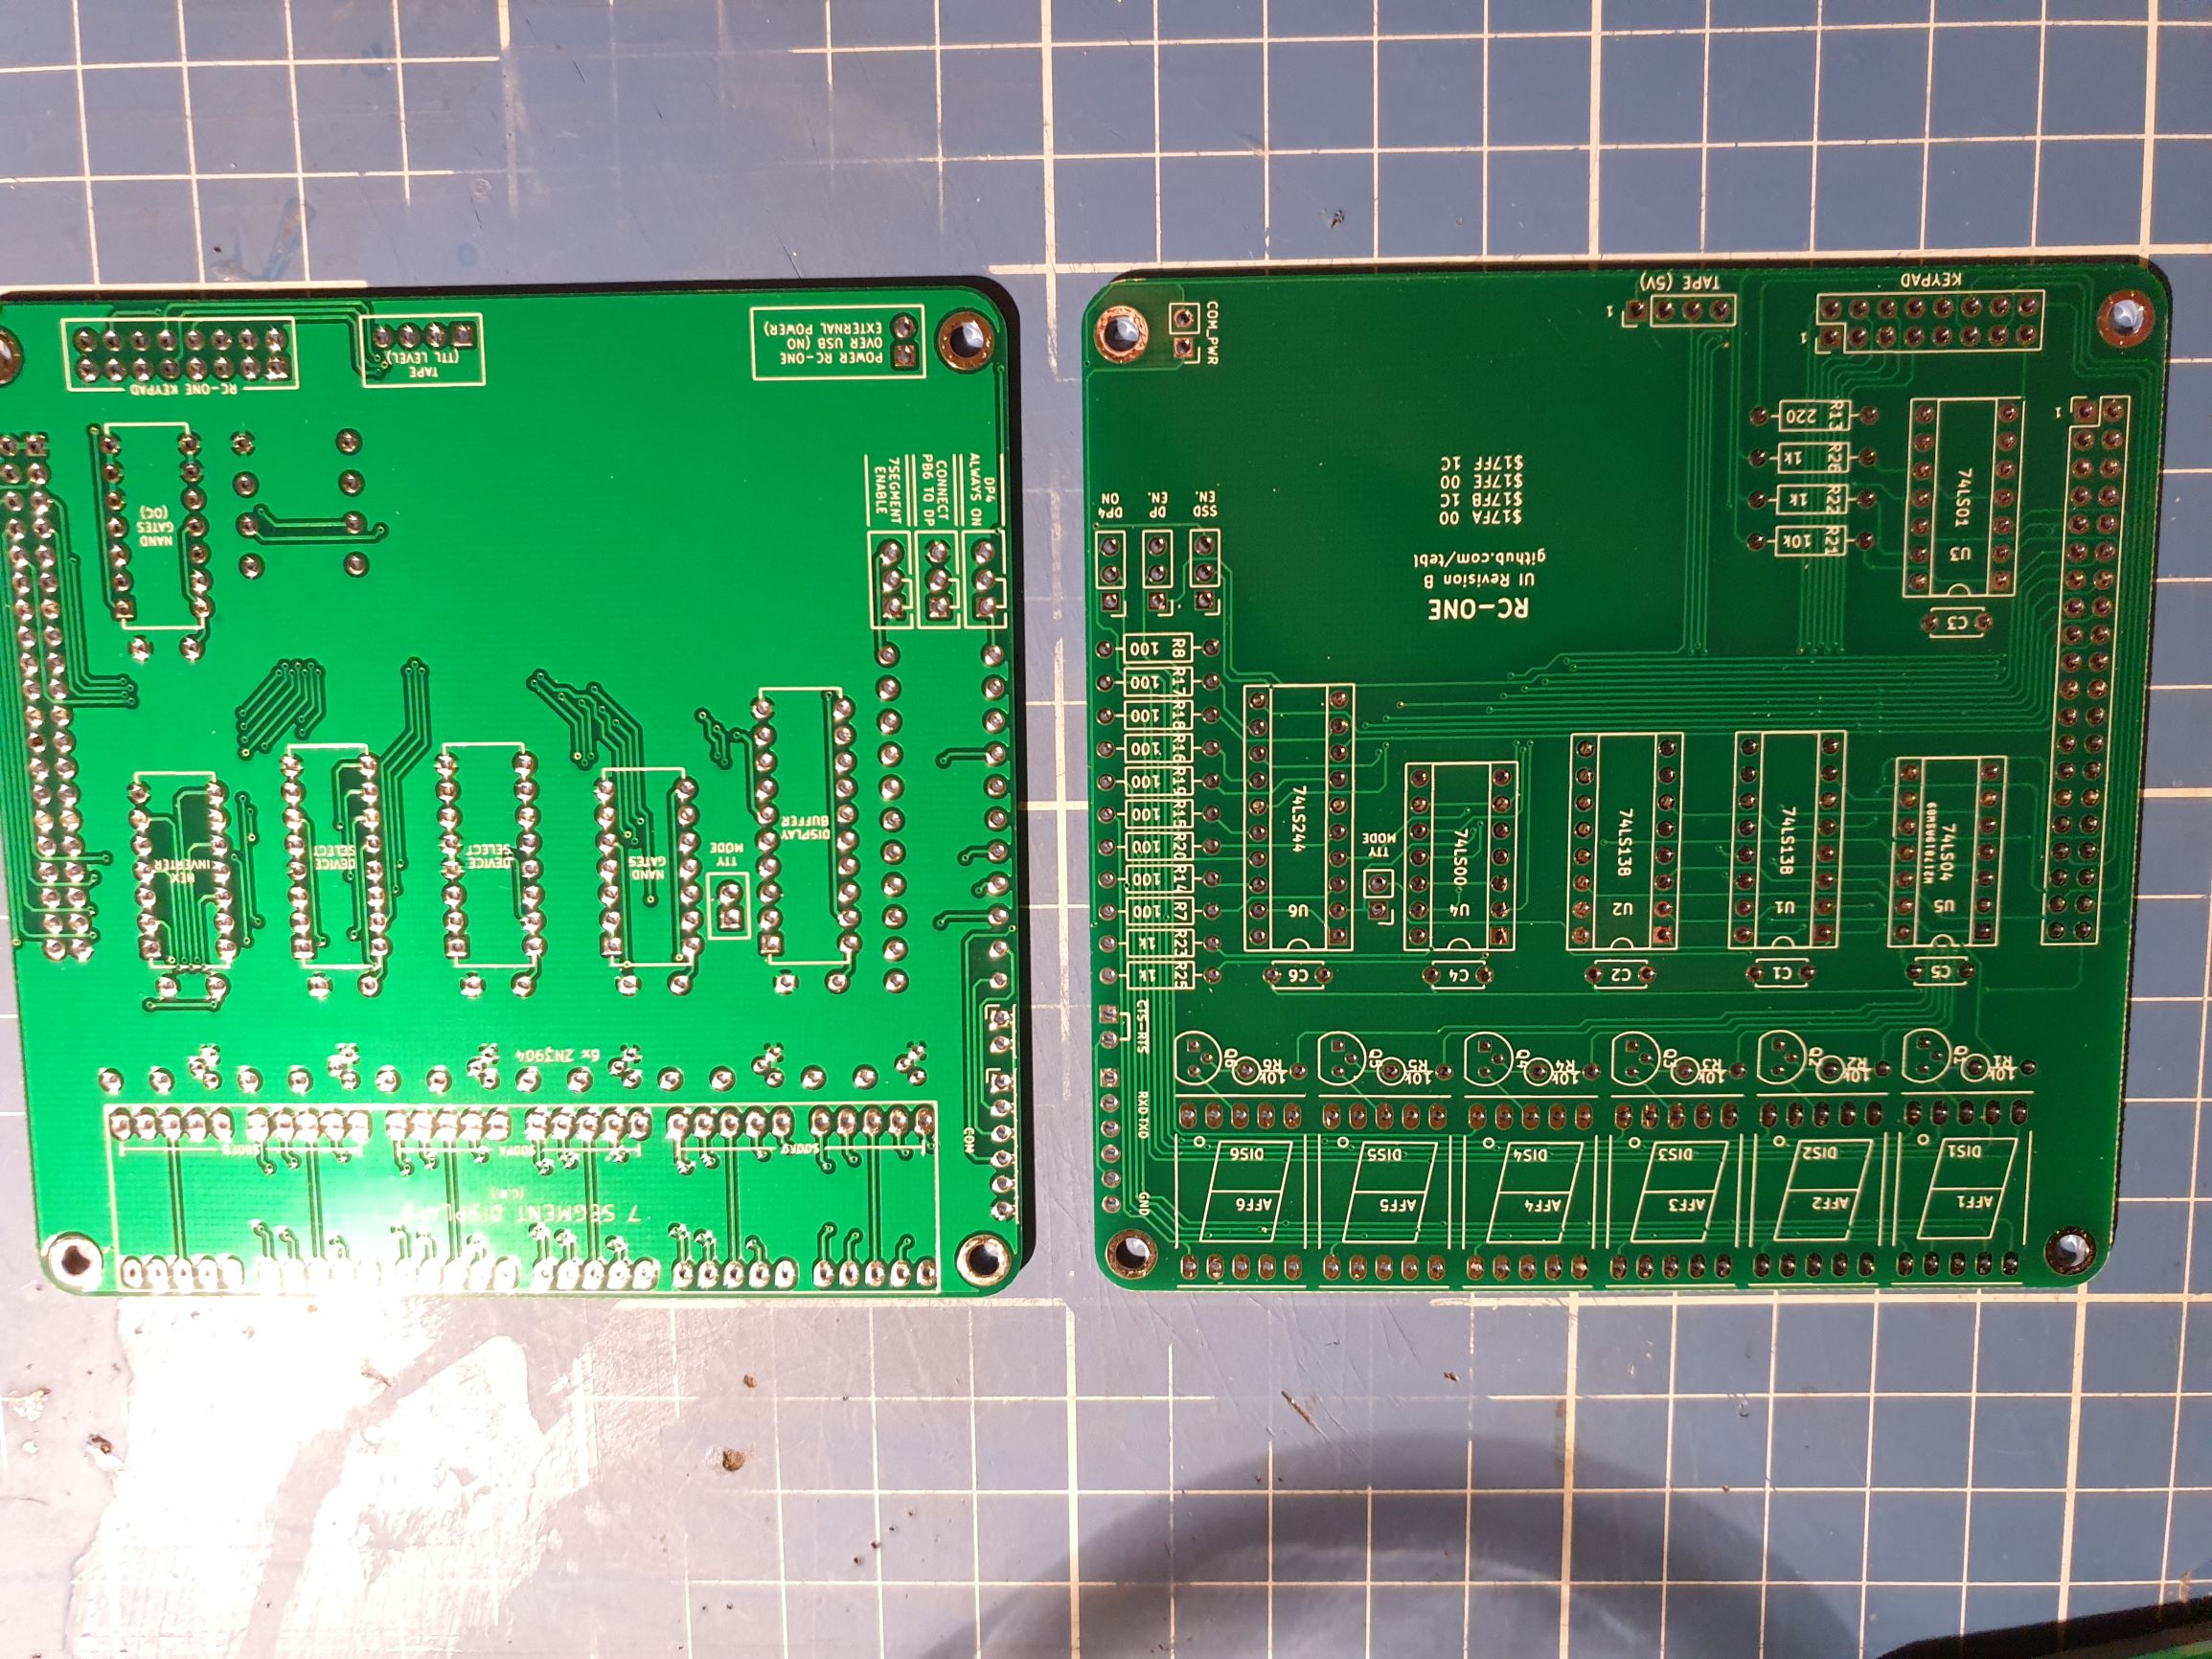 AFF1 AFF2 AFF3 AFF4 AFF5 AFF6
DIS1 DIS2 DIS3 DIS4 DIS5 DIS6
GND
RXD TXD
10k 10k 10k 10k 10k 10k
R1 R2 R3 R4 R5 R6
Q1 Q2 Q3 Q4 Q5 Q6
CTS-RTS
C5 C1 C2 C4 C6
R25 1k
R23 1k
R7 100
R14 100
R20 100
R15 100
R19 100
R16 100
R18 100
R17 100
R8 100
U5
74LS04
U1
74LS138
U2
74LS138
U4
74LS00
TTY
MODE
U6
74LS244
C3
U3
74LS01
R21 10k
R22 1k
R26 1k
R13 220
RC-ONE
UI Revision B
github.com/tebl
$17FA 00
$17FB 1C
$17FE 00
$17FF 1C
SSD
EN.
DP
EN.
DP4
ON
1
1
KEYPAD
1
TAPE (5V)
COM_PWR
7 SEGMENT DISPLAYS
COM
6x 2N3904
DISPLAY
BUFFER
TTY
MODE
NAND
GATES
DEVICE
SELECT
DEVICE
SELECT
HEX
INVERTER
NAND
GATES
(OC)
DP4
ALWAYS ON
CONNECT
PB6 TO DP
7SEGMENT
ENABLE
POWER RC-ONE
OVER USB (NO
EXTERNAL POWER)
TAPE
(TTL LEVEL)
RC-ONE KEYPAD